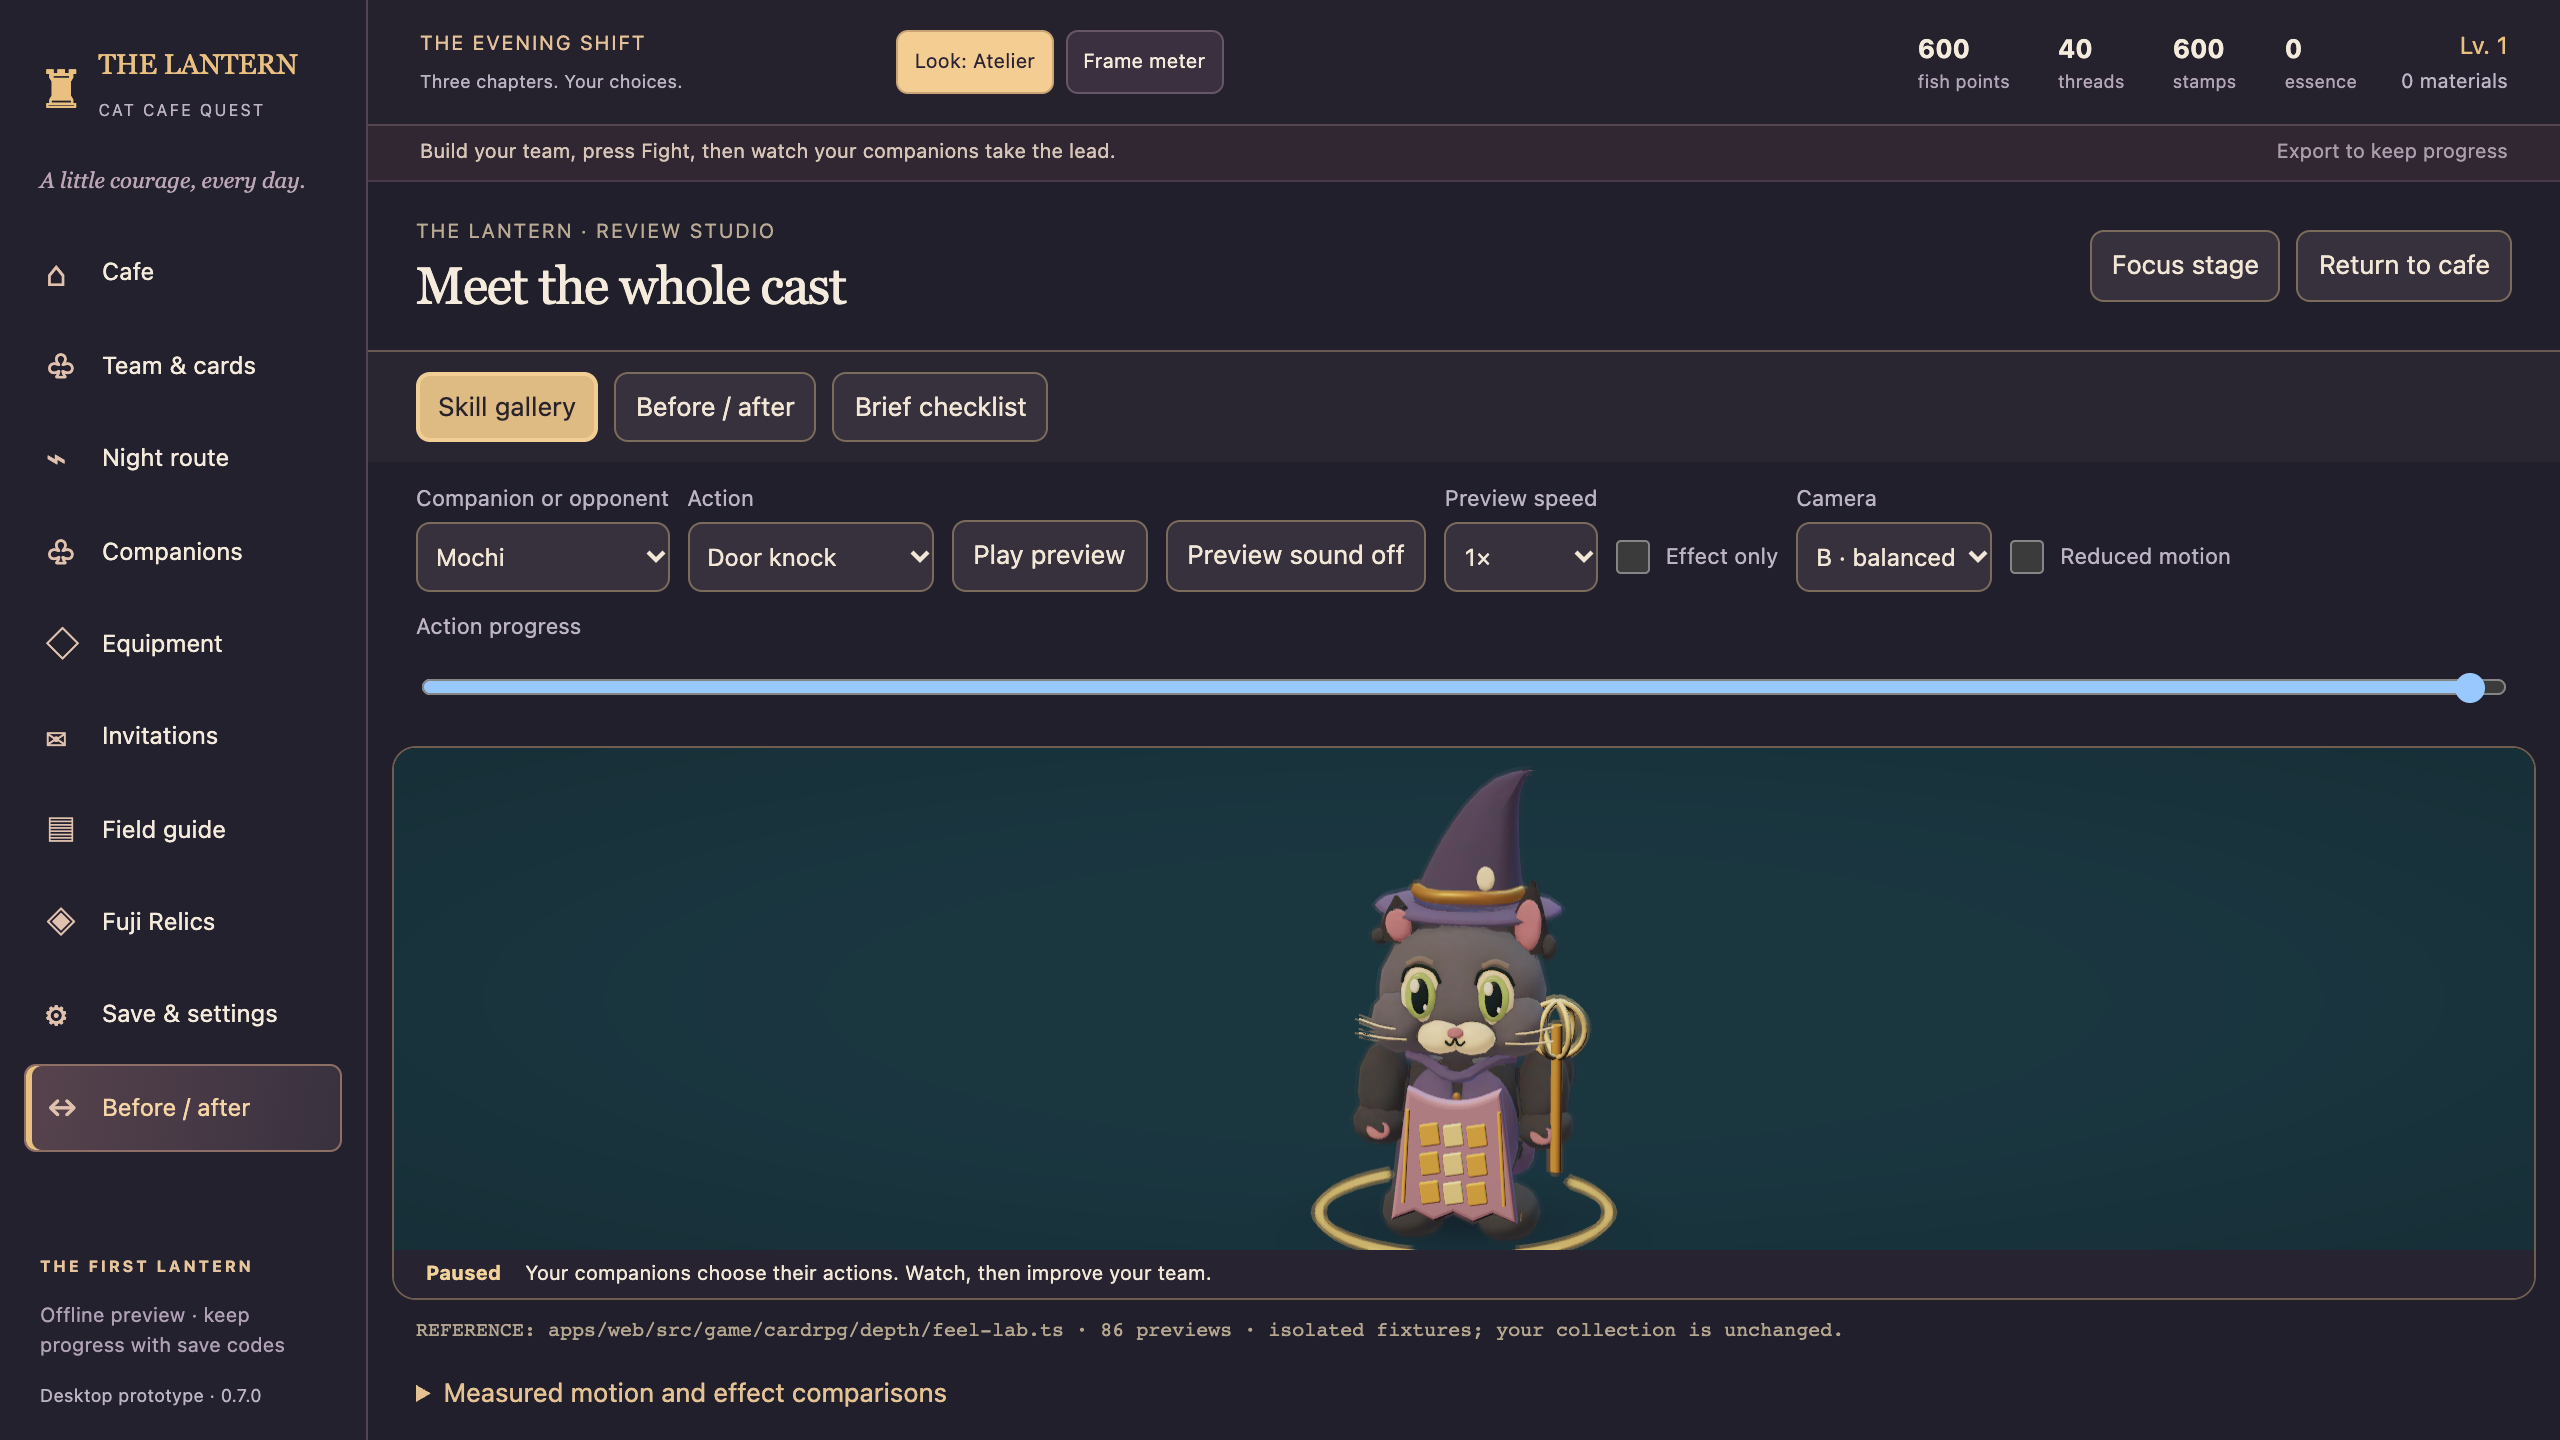 THE LANTERN
CAT CAFE QUEST
A little courage, every day.
Cafe
Team & cards
Night route
Companions
Equipment
Invitations
Field guide
Fuji Relics
Save & settings
Before / after
THE FIRST LANTERN
Offline preview · keep
progress with save codes
Desktop prototype · 0.7.0
THE EVENING SHIFT
Three chapters. Your choices.
Look: Atelier
Frame meter
600
fish points
40
threads
600
stamps
0
essence
Lv. 1
0 materials
Build your team, press Fight, then watch your companions take the lead.
Export to keep progress
THE LANTERN · REVIEW STUDIO
Meet the whole cast
Focus stage
Return to cafe
Skill gallery
Before / after
Brief checklist
Companion or opponent
Mochi
Action
Door knock
Play preview
Preview sound off
Preview speed
1×
Effect only
Camera
B · balanced
Reduced motion
Action progress
Paused Your companions choose their actions. Watch, then improve your team.
REFERENCE: apps/web/src/game/cardrpg/depth/feel-lab.ts · 86 previews · isolated fixtures; your collection is unchanged.
Measured motion and effect comparisons